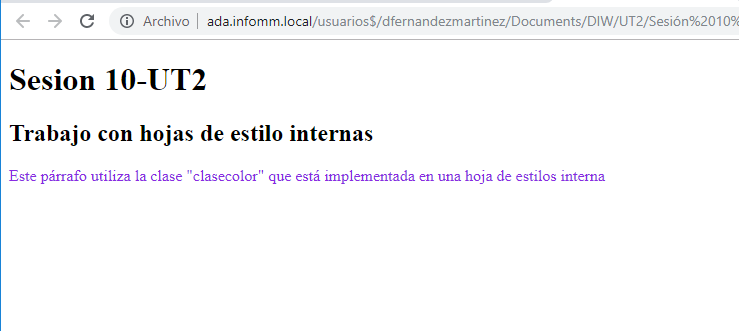 Archivo | ada.infomm.local/usuarios$/dfernandezmartinez/Documents/DIW/UT2/Sesión%2010%
Sesion 10-UT2
Trabajo con hojas de estilo internas
Este párrafo utiliza la clase "clasecolor" que está implementada en una hoja de estilos interna